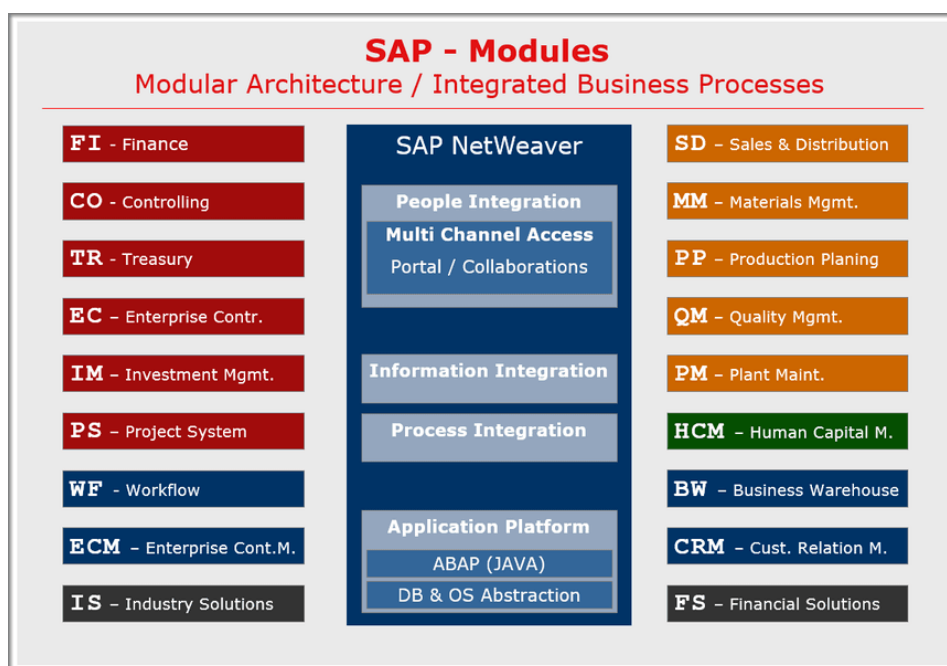 SAP - Modules
Modular Architecture / Integrated Business Processes
FI - Finance
CO - Controlling
TR - Treasury
EC – Enterprise Contr.
IM – Investment Mgmt.
PS – Project System
WF - Workflow
ECM – Enterprise Cont.M.
IS – Industry Solutions
SAP NetWeaver
People Integration
Multi Channel Access
Portal / Collaborations
Information Integration
Process Integration
Application Platform
ABAP (JAVA)
DB & OS Abstraction
SD – Sales & Distribution
MM – Materials Mgmt.
PP – Production Planing
QM – Quality Mgmt.
PM – Plant Maint.
HCM – Human Capital M.
BW – Business Warehouse
CRM – Cust. Relation M.
FS – Financial Solutions